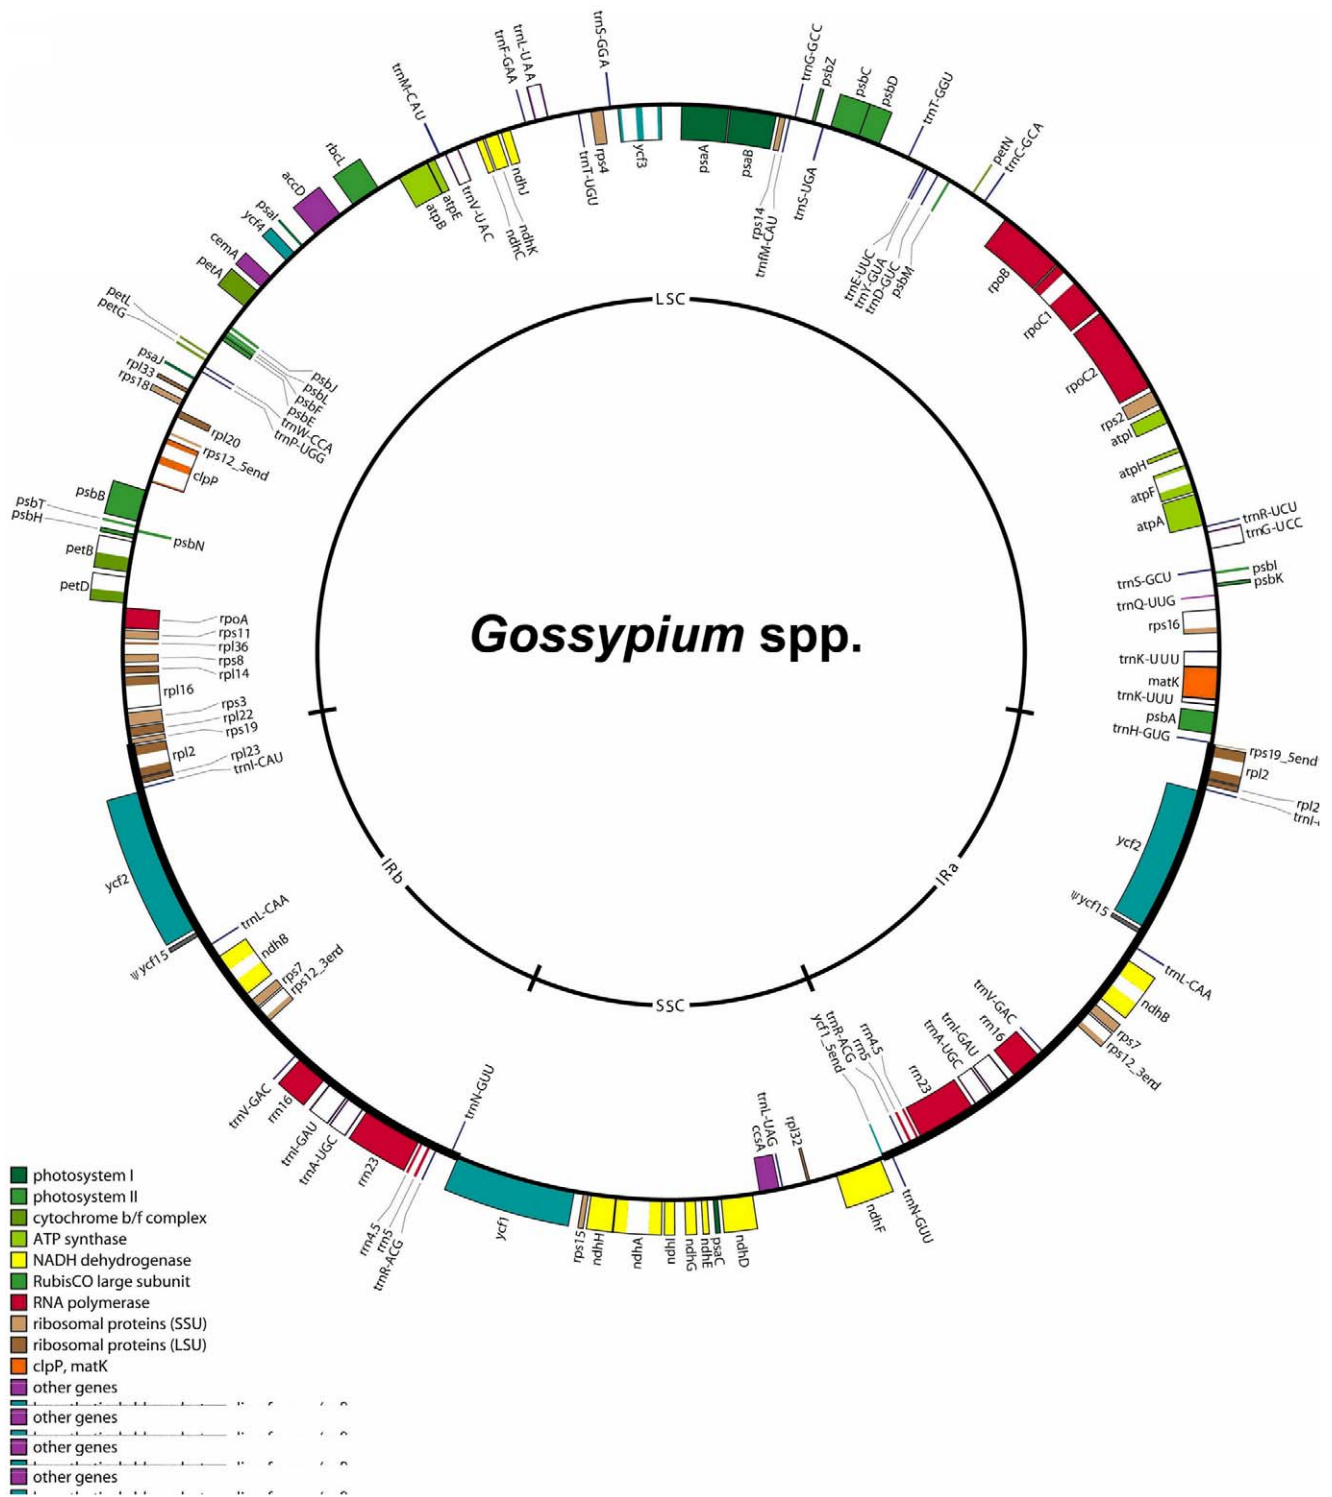 trnS-GGA
trnL-UAA
trnF-GAA
trnM-CAU
rbcL
accD
psaI
ycf4
cemA
petA
petL
petG
psaJ
rpl33
rps18
psbB
psbT
psbH
petB
petD
trnG-GCC
psbZ
psbC
psbD
trnT-GGU
petN
trnC-GCA
atpB
atpE
trnV-UAC
ndhC
ndhK
ndhJ
trnT-UGU
rps4
ycf3
psaA
psaB
rps14
trnfM-CAU
trnS-UGA
trnE-UUC
trnY-GUA
trnD-GUC
psbM
rpoB
rpoC1
rpoC2
rps2
atpI
atpH
atpF
atpA
trnR-UCU
trnG-UCC
trnS-GCU
psbI
psbK
trnQ-UUG
rps16
trnK-UUU
matK
trnK-UUU
psbA
trnH-GUG
psbJ
psbL
psbF
psbE
trnW-CCA
trnP-UGG
rpl20
rps12_5end
clpP
psbN
rpoA
rps11
rpl36
rps8
rpl14
rpl16
rps3
rpl22
rps19
rpl2
rpl23
trnI-CAU
LSC
Gossypium spp.
IRb
IRa
SSC
rps19_5end
rpl2
rpl2
trnI-
ycf2
ψycf15
trnL-CAA
ndhB
rps7
rps12_3erd
ycf2
ψycf15
trnL-CAA
ndhB
rps7
rps12_3erd
trnV-GAC
rrn16
trnI-GAU
trnA-UGC
rrn23
rrn4.5
rrn5
trnR-ACG
trnN-GUU
ycf1
rps15
ndhH
ndhA
ndhI
ndhG
ndhE
psaC
ndhD
ccsA
trnL-UAG
rpl32
ndhF
trnN-GUU
ycf1_5end
trnR-ACG
rrn5
rrn4.5
rrn23
trnA-UGC
trnI-GAU
rrn16
trnV-GAC
photosystem I
photosystem II
cytochrome b/f complex
ATP synthase
NADH dehydrogenase
RubisCO large subunit
RNA polymerase
ribosomal proteins (SSU)
ribosomal proteins (LSU)
clpP, matK
other genes
other genes
other genes
other genes